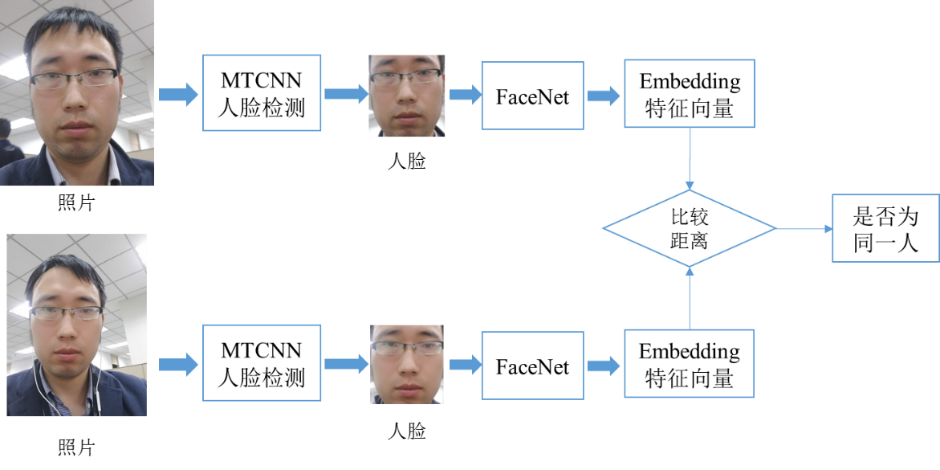 照片
MTCNN
人脸检测
人脸
FaceNet
Embedding
特征向量
比较
距离
是否为
同一人
照片
MTCNN
人脸检测
人脸
FaceNet
Embedding
特征向量